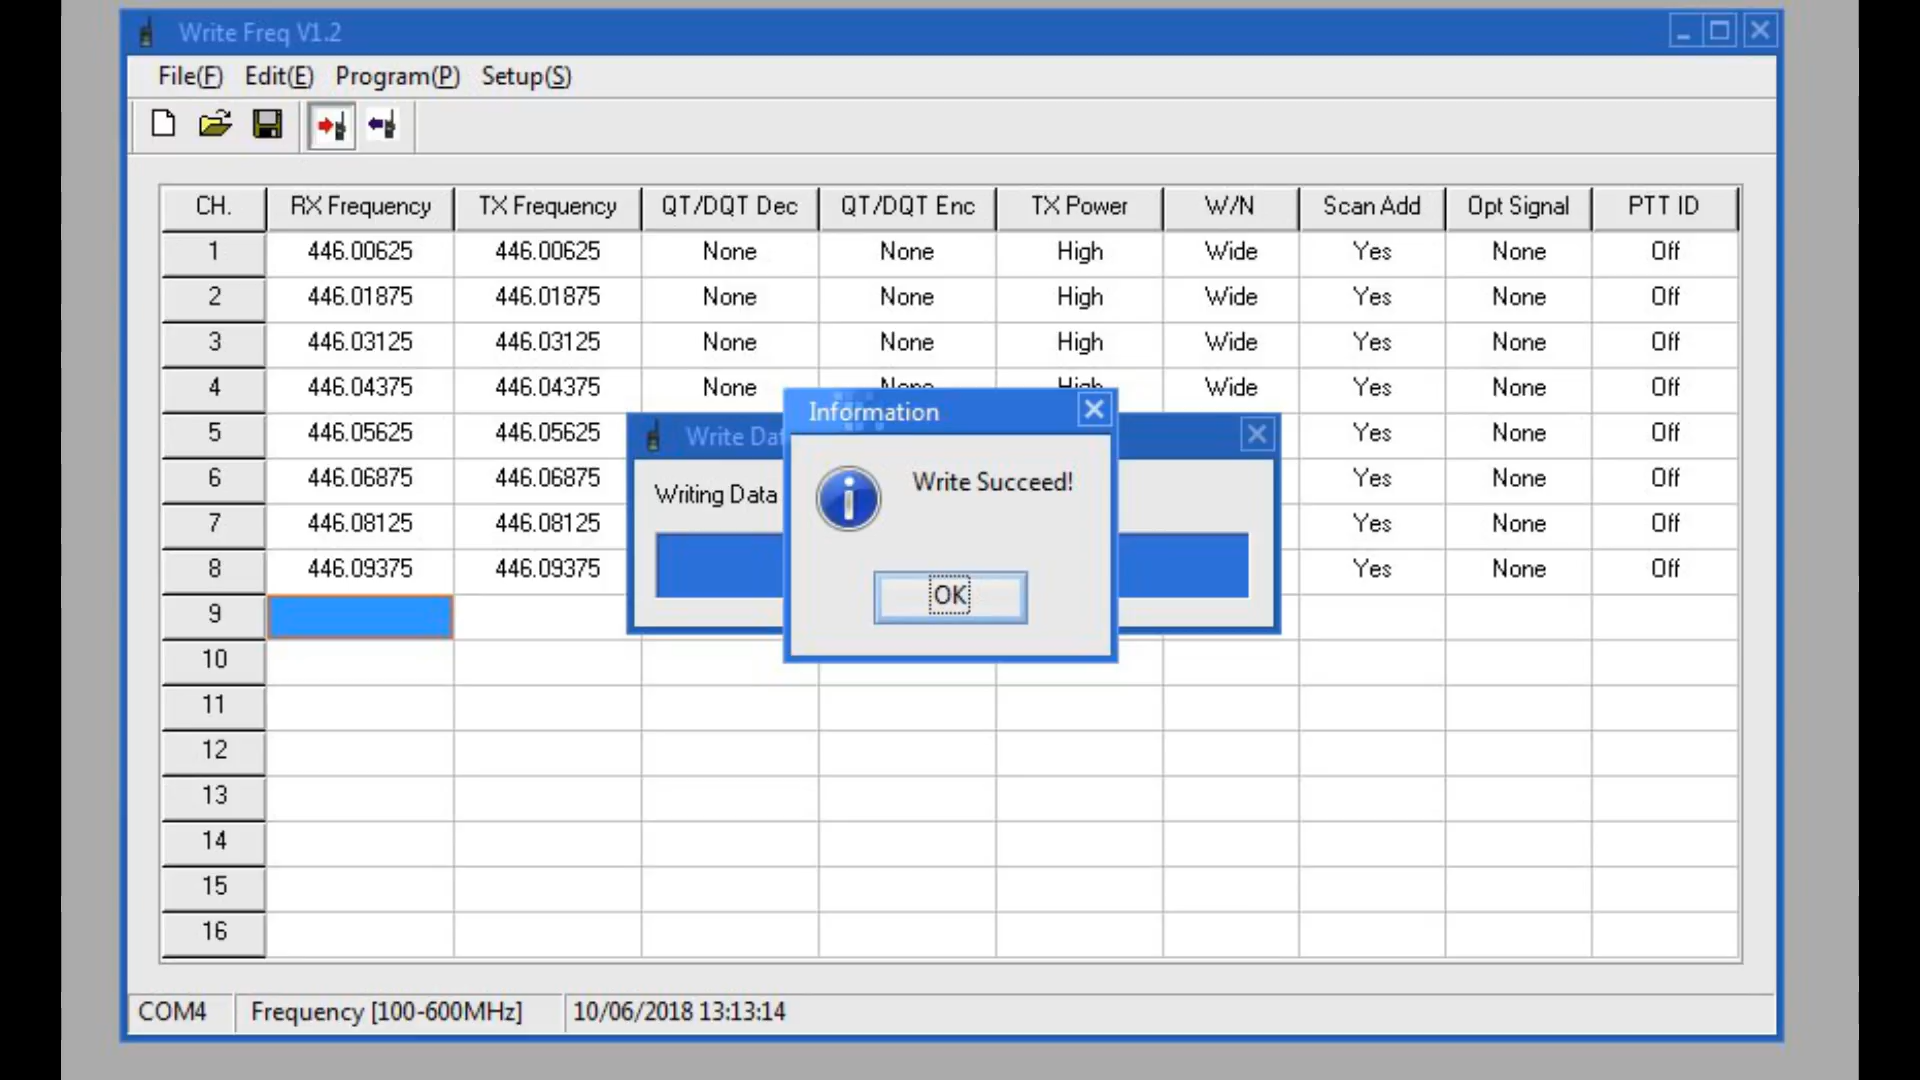 Write Freq V1.2
File(F) Edit(E) Program(P) Setup(S)
CH. RX Frequency TX Frequency QT/DQT Dec QT/DQT Enc TX Power W/N Scan Add Opt Signal PTT ID
1 446.00625 446.00625 None None High Wide Yes None Off
2 446.01875 446.01875 None None High Wide Yes None Off
3 446.03125 446.03125 None None High Wide Yes None Off
4 446.04375 446.04375 None None High Wide Yes None Off
Information
5 446.05625 446.05625 Write Dat Yes None Off
6 446.06875 446.06875 Write Succeed! Yes None Off
Writing Data
7 446.08125 446.08125 Yes None Off
8 446.09375 446.09375 Yes None Off
OK
9
10
11
12
13
14
15
16
COM4 Frequency [100-600MHz] 10/06/2018 13:13:14